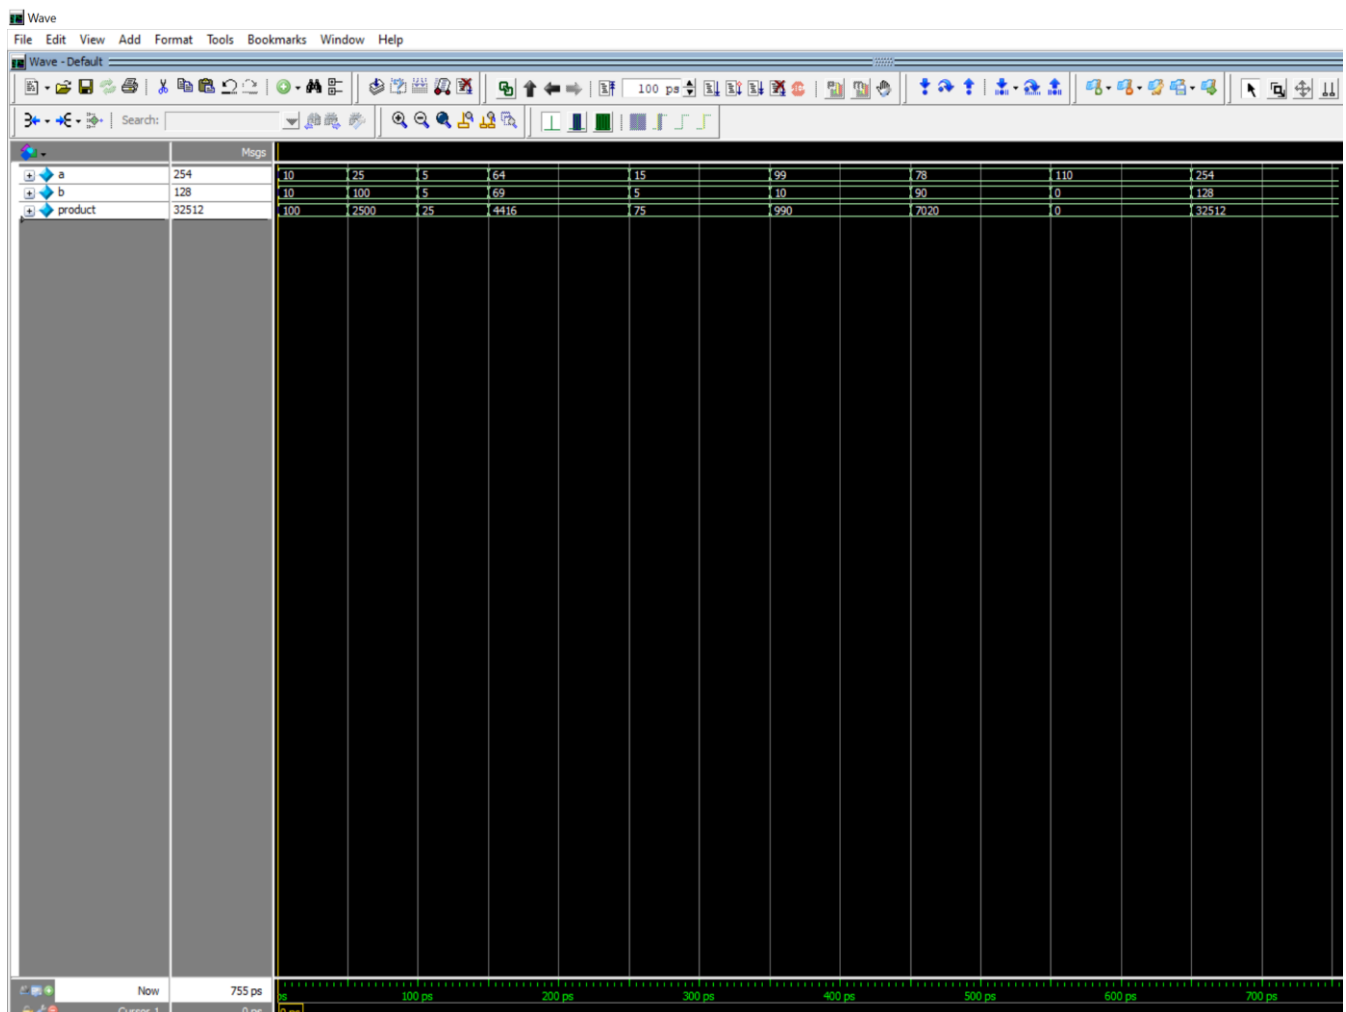 Wave
File Edit View Add Format Tools Bookmarks Window Help
Wave - Default
100 ps
Search:
Msgs
a 254 10 25 5 64 15 99 78 110 254
b 128 10 100 5 69 5 10 90 0 128
product 32512 100 2500 25 4416 75 990 7020 0 32512
Now 755 ps ps 100 ps 200 ps 300 ps 400 ps 500 ps 600 ps 700 ps
Cursor 1 0 ps 0 ps